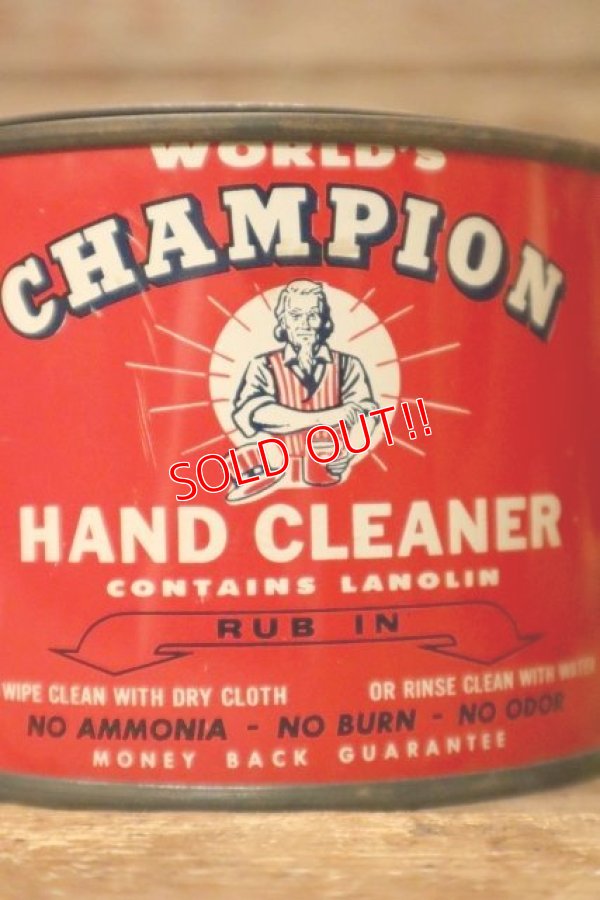 WORLD'S
CHAMPION
SOLD OUT!!
HAND CLEANER
CONTAINS LANOLIN
RUB IN
WIPE CLEAN WITH DRY CLOTH
OR RINSE CLEAN WITH WATER
NO AMMONIA - NO BURN - NO ODOR
MONEY BACK GUARANTEE